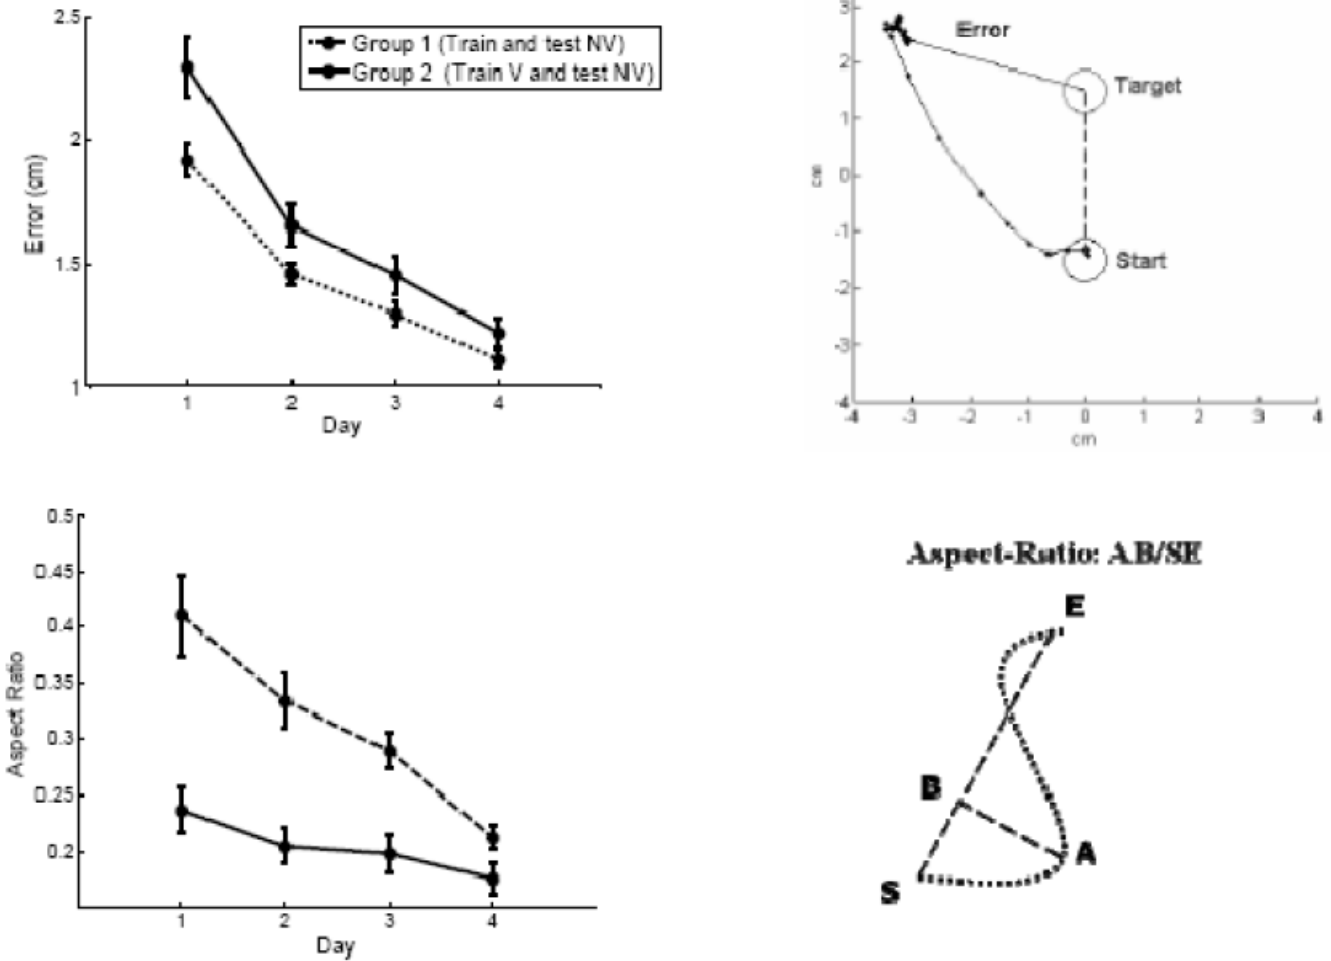 2.5
Group 1 (Train and test NV)
Group 2 (Train V and test NV)
2
1.5
1
Error (cm)
1 2 3 4
Day
3
2
1
0
-1
-2
-3
-4
cm
Error
Target
Start
-4 -3 -2 -1 0 1 2 3 4
cm
0.5
0.45
0.4
0.35
0.3
0.25
0.2
Aspect Ratio
1 2 3 4
Day
Aspect-Ratio: AB/SE
E
B
A
S